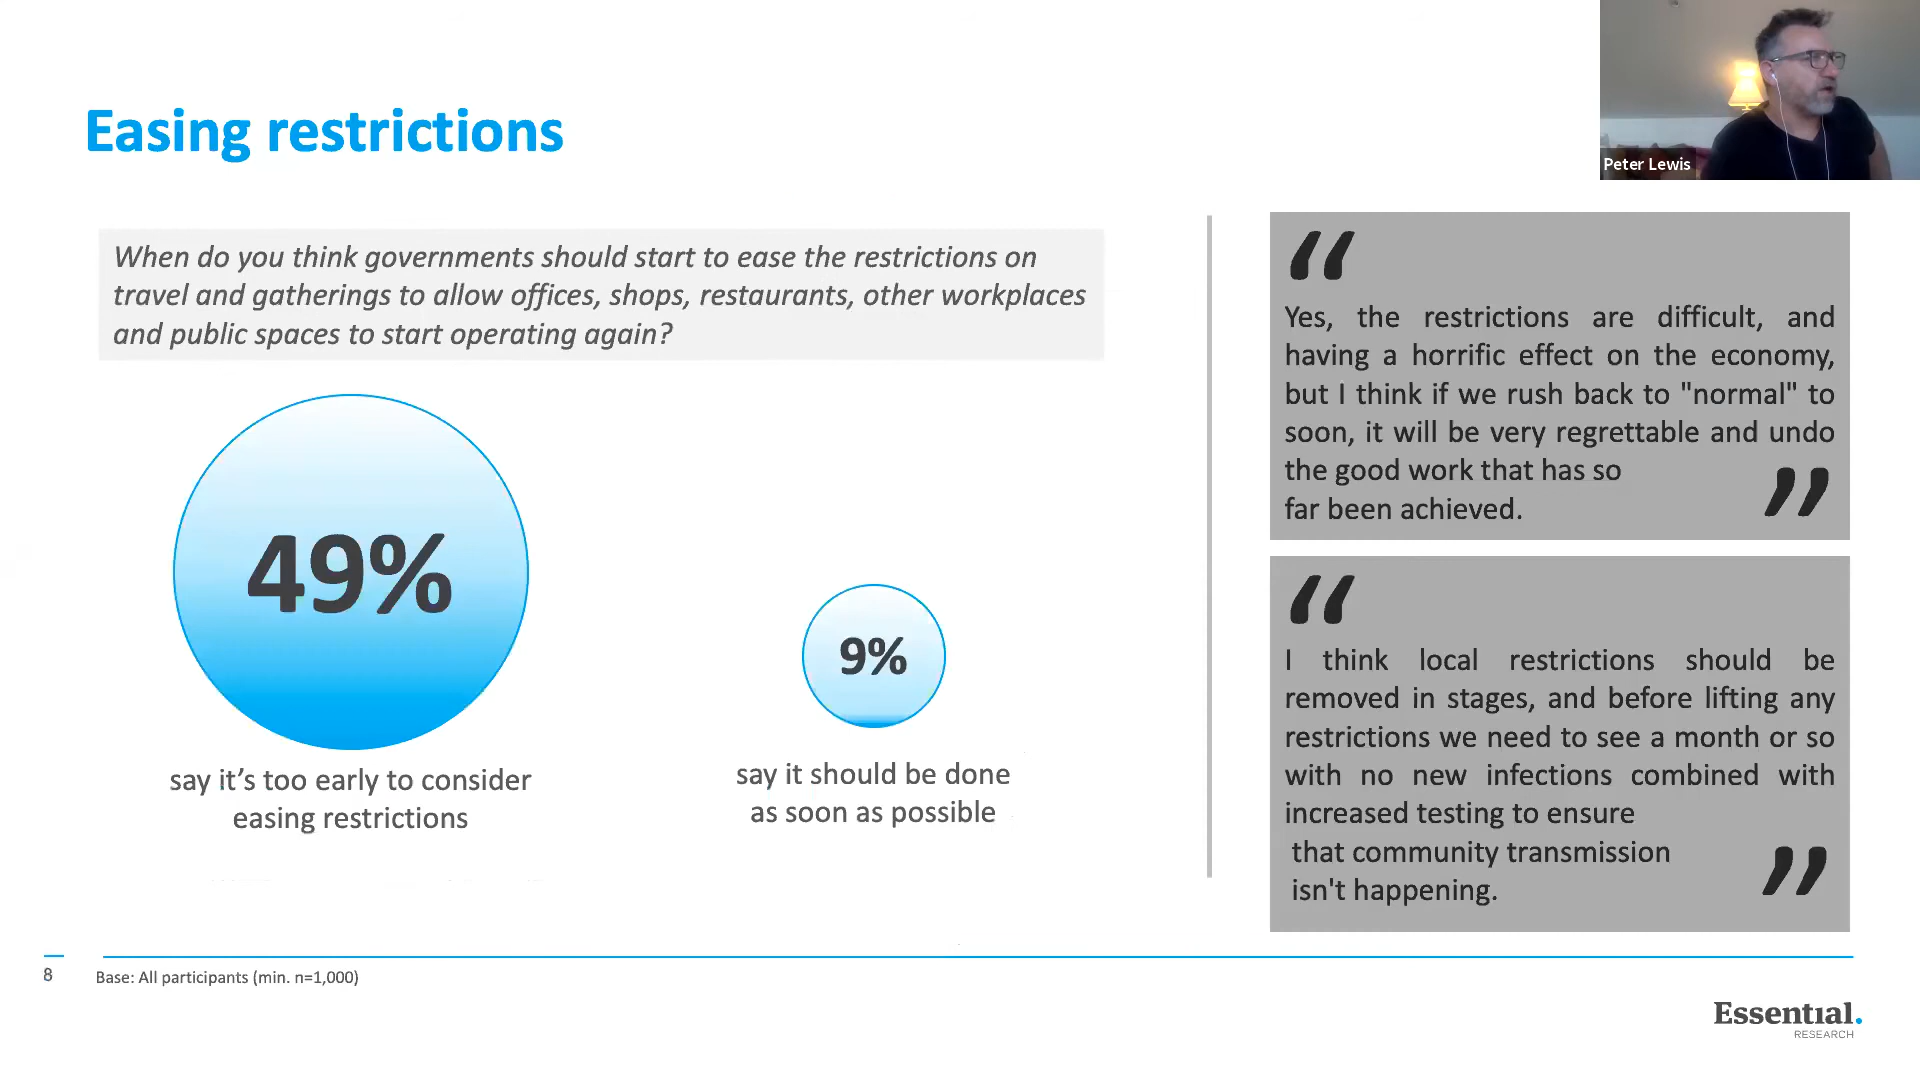 Easing restrictions
Peter Lewis
When do you think governments should start to ease the restrictions on
travel and gatherings to allow offices, shops, restaurants, other workplaces
and public spaces to start operating again?
49%
say it’s too early to consider
easing restrictions
9%
say it should be done
as soon as possible
“
Yes, the restrictions are difficult, and
having a horrific effect on the economy,
but I think if we rush back to "normal" to
soon, it will be very regrettable and undo
the good work that has so
far been achieved.
”
“
I think local restrictions should be
removed in stages, and before lifting any
restrictions we need to see a month or so
with no new infections combined with
increased testing to ensure
that community transmission
isn't happening.
”
8
Base: All participants (min. n=1,000)
Essential.
RESEARCH